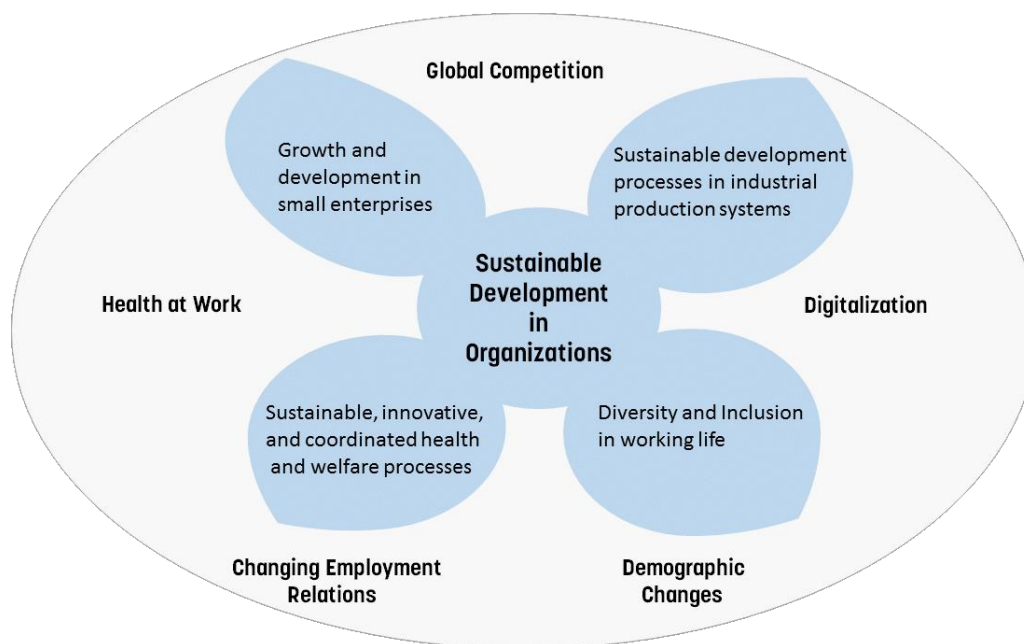 Global Competition
Growth and
development in
small enterprises
Sustainable development
processes in industrial
production systems
Sustainable
Development
in
Organizations
Health at Work
Digitalization
Sustainable, innovative,
and coordinated health
and welfare processes
Diversity and Inclusion
in working life
Changing Employment
Relations
Demographic
Changes